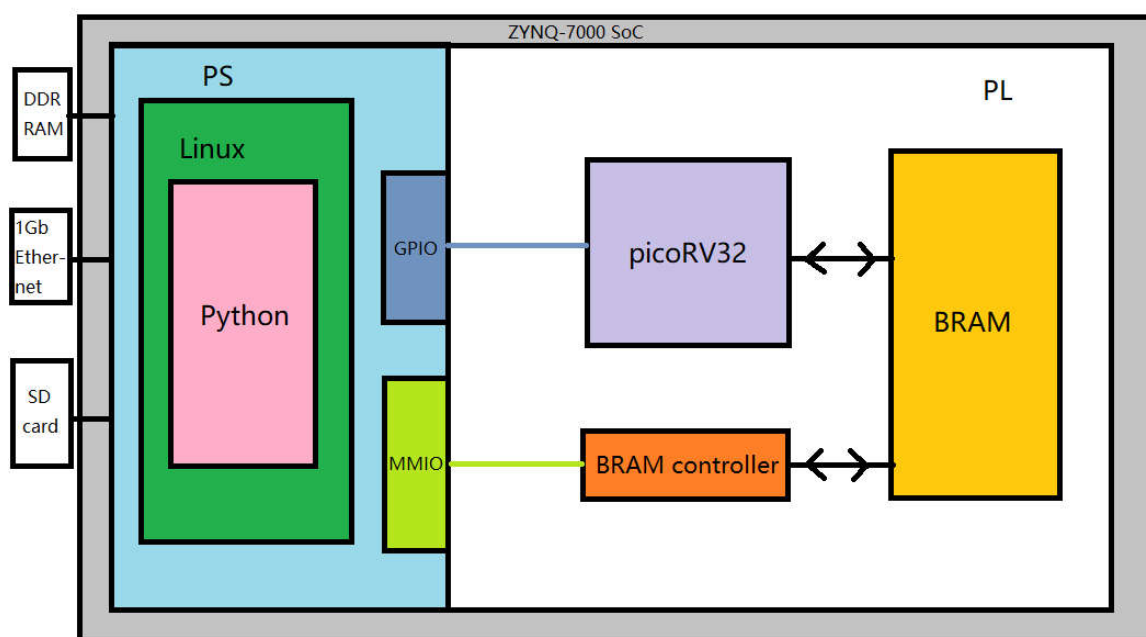 ZYNQ-7000 SoC
DDR
RAM
1Gb
Ether-
net
SD
card
PS
Linux
Python
GPIO
MMIO
PL
picoRV32
BRAM controller
BRAM